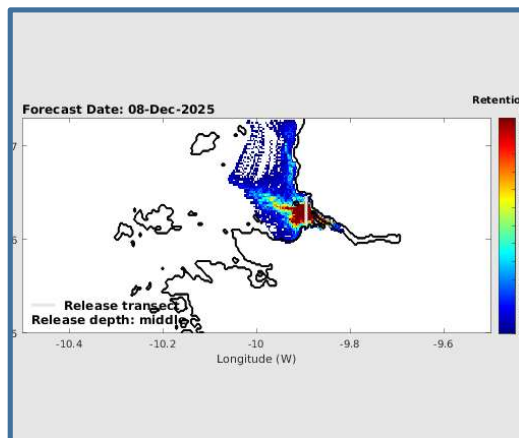 Retentio
Forecast Date: 08-Dec-2025
7
6
5
Release transect
Release depth: middle
-10.4
-10.2
-10
-9.8
-9.6
Longitude (W)